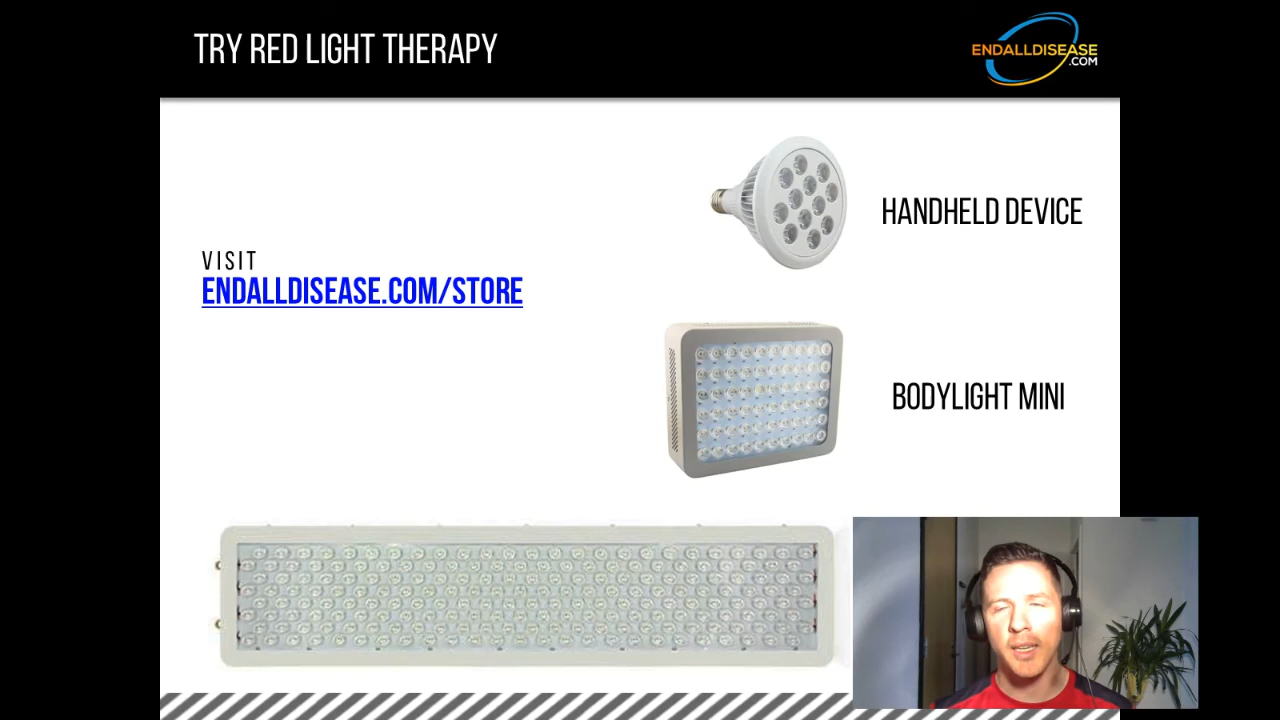 TRY RED LIGHT THERAPY
ENDALLDISEASE
.COM
HANDHELD DEVICE
VISIT
ENDALLDISEASE.COM/STORE
BODYLIGHT MINI